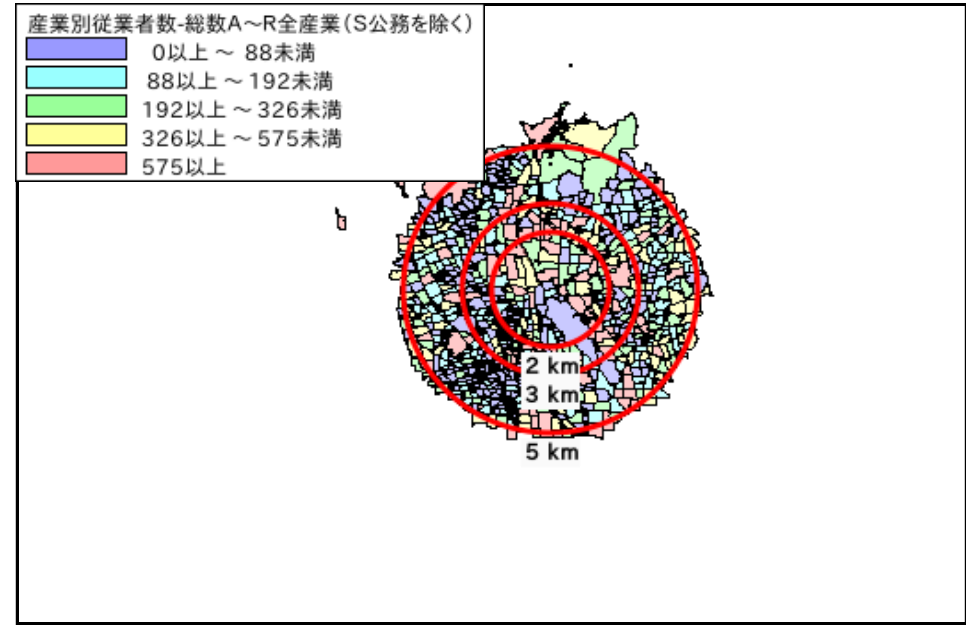 産業別従業者数-総数A～R全産業(S公務を除く)
0以上 ～ 88未満
88以上 ～ 192未満
192以上 ～ 326未満
326以上 ～ 575未満
575以上
2 km
3 km
5 km